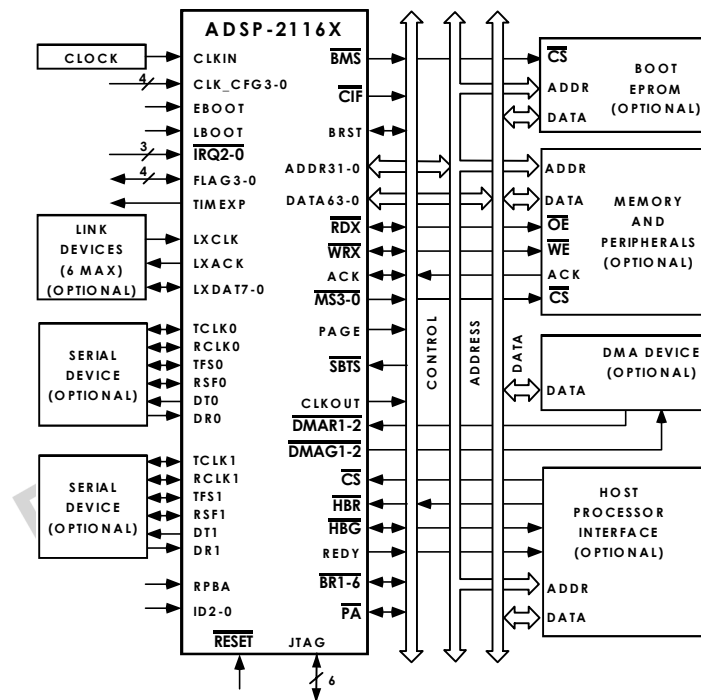 ADSP-2116X
CLOCK
CLKIN
4
CLK_CFG3-0
EBOOT
LBOOT
3
IRQ2-0
4
FLAG3-0
TIMEXP
LINK
DEVICES
(6 MAX)
(OPTIONAL)
LXCLK
LXACK
LXDAT7-0
SERIAL
DEVICE
(OPTIONAL)
TCLK0
RCLK0
TFS0
RSF0
DT0
DR0
SERIAL
DEVICE
(OPTIONAL)
TCLK1
RCLK1
TFS1
RSF1
DT1
DR1
RPBA
ID2-0
RESET
JTAG
6
BMS
CIF
BRST
ADDR31-0
DATA63-0
RDX
WRX
ACK
MS3-0
PAGE
SBTS
CLKOUT
DMAR1-2
DMAG1-2
CS
HBR
HBG
REDY
BR1-6
PA
CONTROL
ADDRESS
DATA
CS
ADDR
DATA
BOOT
EPROM
(OPTIONAL)
ADDR
DATA
OE
WE
ACK
CS
MEMORY
AND
PERIPHERALS
(OPTIONAL)
DMA DEVICE
(OPTIONAL)
DATA
HOST
PROCESSOR
INTERFACE
(OPTIONAL)
ADDR
DATA